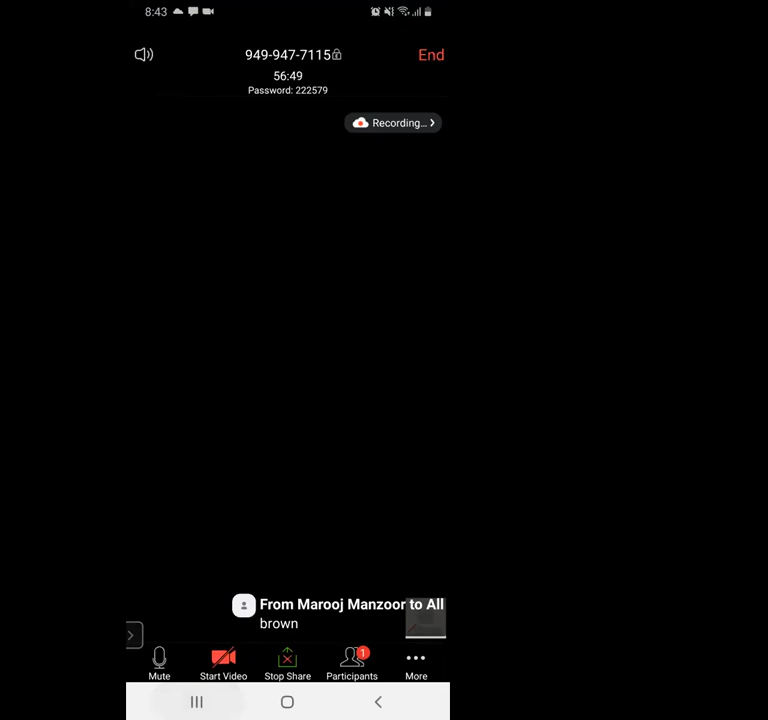 8:43
949-947-7115
End
56:49
Password: 222579
Recording...
From Marooj Manzoor to All
brown
1
Mute
Start Video
Stop Share
Participants
More